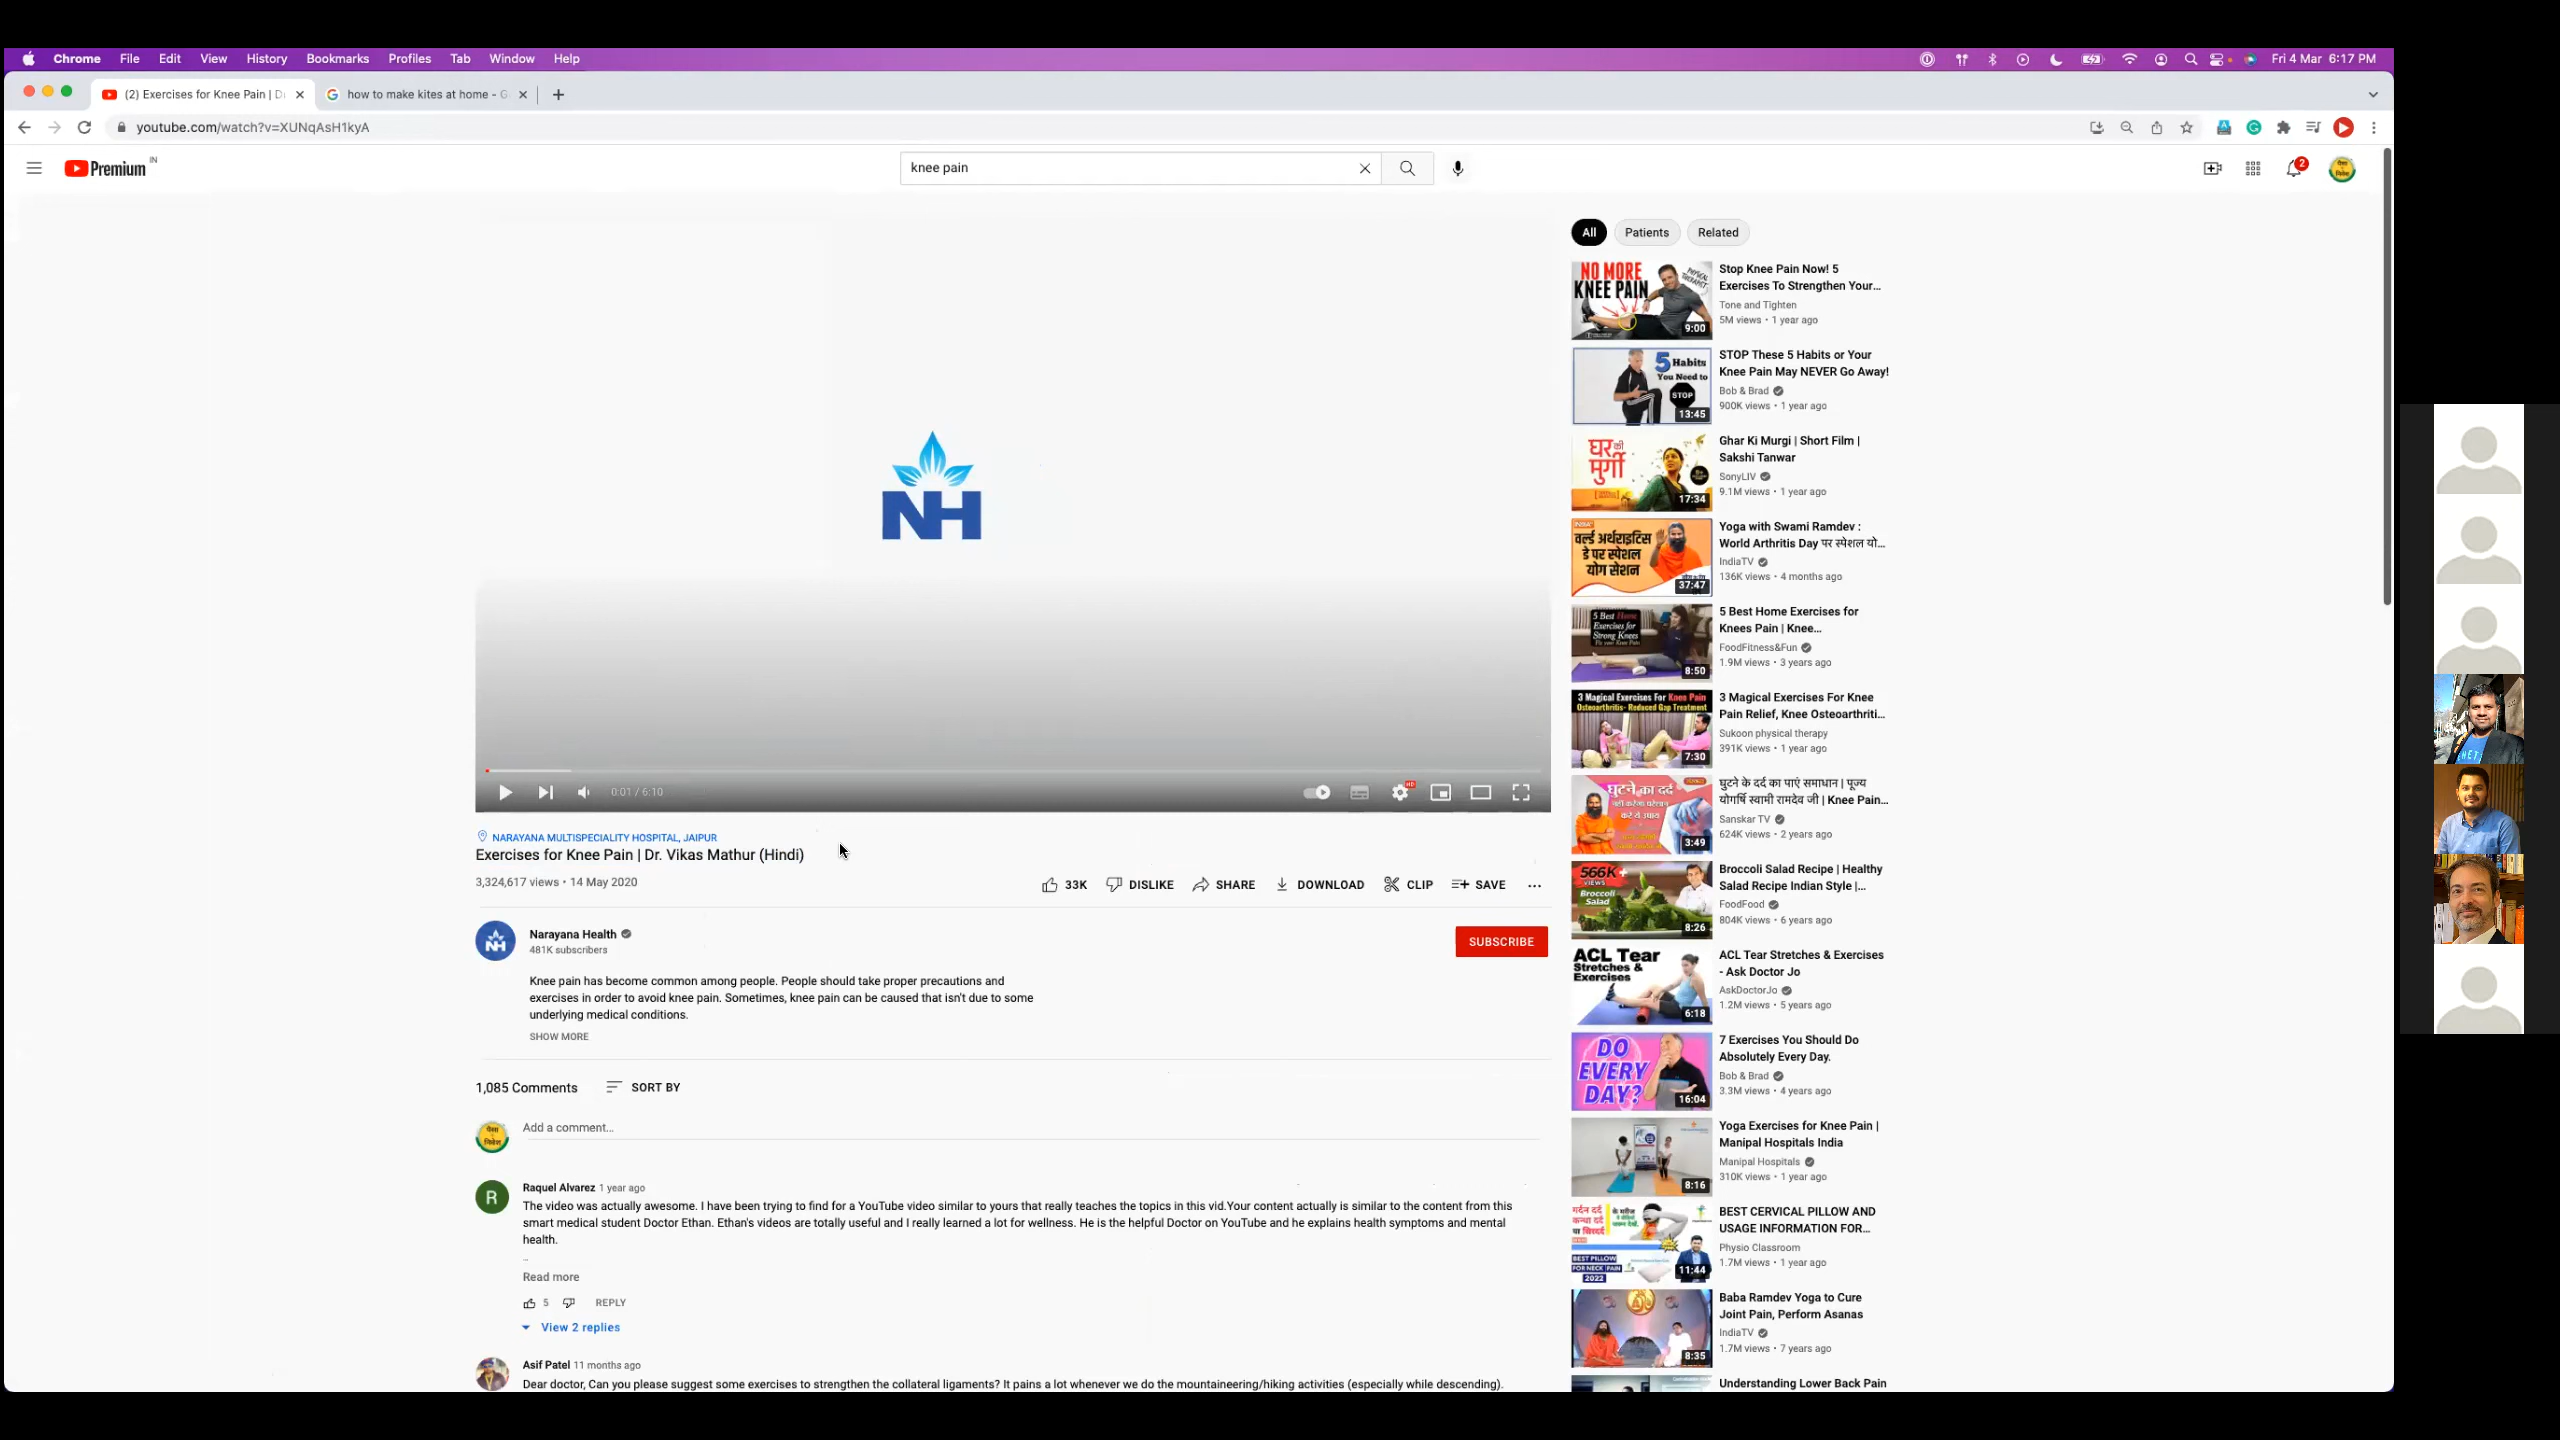 Chrome File Edit View History Bookmarks Profiles Tab Window Help
Fri 4 Mar 6:17 PM
(2) Exercises for Knee Pain | D
how to make kites at home - G
youtube.com/watch?v=XUNqAsH1kyA
Premium IN
knee pain
2
All Patients Related
NO MORE
KNEE PAIN
PHYSICAL THERAPIST
9:00
Stop Knee Pain Now! 5
Exercises To Strengthen Your...
Tone and Tighten
5M views • 1 year ago
5 Habits
You Need to
STOP
13:45
STOP These 5 Habits or Your
Knee Pain May NEVER Go Away!
Bob & Brad
900K views • 1 year ago
घर की
मुर्गी
17:34
Ghar Ki Murgi | Short Film |
Sakshi Tanwar
SonyLIV
9.1M views • 1 year ago
वर्ल्ड अर्थराइटिस
डे पर स्पेशल
योग सेशन
37:47
Yoga with Swami Ramdev :
World Arthritis Day पर स्पेशल यो...
IndiaTV
136K views • 4 months ago
5 Best Home
Exercises for
Strong Knees
8:50
5 Best Home Exercises for
Knees Pain | Knee...
FoodFitness&Fun
1.9M views • 3 years ago
3 Magical Exercises For Knee Pain
Osteoarthritis- Reduced Gap Treatment
7:30
3 Magical Exercises For Knee
Pain Relief, Knee Osteoarthriti...
Sukoon physical therapy
391K views • 1 year ago
घुटने का दर्द
3:49
घुटने के दर्द का पाएं समाधान | पूज्य
योगर्षि स्वामी रामदेव जी | Knee Pain...
Sanskar TV
624K views • 2 years ago
566K
VIEWS
Broccoli
Salad
8:26
Broccoli Salad Recipe | Healthy
Salad Recipe Indian Style |...
FoodFood
804K views • 6 years ago
ACL Tear
Stretches &
Exercises
6:18
ACL Tear Stretches & Exercises
- Ask Doctor Jo
AskDoctorJo
1.2M views • 5 years ago
DO
EVERY
DAY?
16:04
7 Exercises You Should Do
Absolutely Every Day.
Bob & Brad
3.3M views • 4 years ago
8:16
Yoga Exercises for Knee Pain |
Manipal Hospitals India
Manipal Hospitals
310K views • 1 year ago
BEST PILLOW
FOR NECK PAIN
2022
11:44
BEST CERVICAL PILLOW AND
USAGE INFORMATION FOR...
Physio Classroom
1.7M views • 1 year ago
8:35
Baba Ramdev Yoga to Cure
Joint Pain, Perform Asanas
IndiaTV
1.7M views • 7 years ago
Understanding Lower Back Pain
NH
0:01 / 6:10
HD
NARAYANA MULTISPECIALITY HOSPITAL, JAIPUR
Exercises for Knee Pain | Dr. Vikas Mathur (Hindi)
3,324,617 views • 14 May 2020
33K DISLIKE SHARE DOWNLOAD CLIP SAVE
NH
Narayana Health
481K subscribers
SUBSCRIBE
Knee pain has become common among people. People should take proper precautions and
exercises in order to avoid knee pain. Sometimes, knee pain can be caused that isn't due to some
underlying medical conditions.
SHOW MORE
1,085 Comments SORT BY
Add a comment...
R
Raquel Alvarez 1 year ago
The video was actually awesome. I have been trying to find for a YouTube video similar to yours that really teaches the topics in this vid.Your content actually is similar to the content from this
smart medical student Doctor Ethan. Ethan's videos are totally useful and I really learned a lot for wellness. He is the helpful Doctor on YouTube and he explains health symptoms and mental
health.
..
Read more
5 REPLY
View 2 replies
Asif Patel 11 months ago
Dear doctor, Can you please suggest some exercises to strengthen the collateral ligaments? It pains a lot whenever we do the mountaineering/hiking activities (especially while descending).